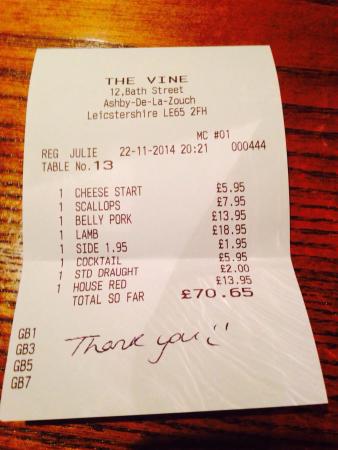 THE VINE
12,Bath Street
Ashby-De-La-Zouch
Leicstershire LE65 2FH
MC #01
REG JULIE 22-11-2014 20:21 000444
TABLE No.13
1 CHEESE START £5.95
1 SCALLOPS £7.95
1 BELLY PORK £13.95
1 LAMB £18.95
1 SIDE 1.95 £1.95
1 COCKTAIL £5.95
1 STD DRAUGHT £2.00
1 HOUSE RED £13.95
TOTAL SO FAR £70.65
Thank you
GB1
GB3
GB5
GB7